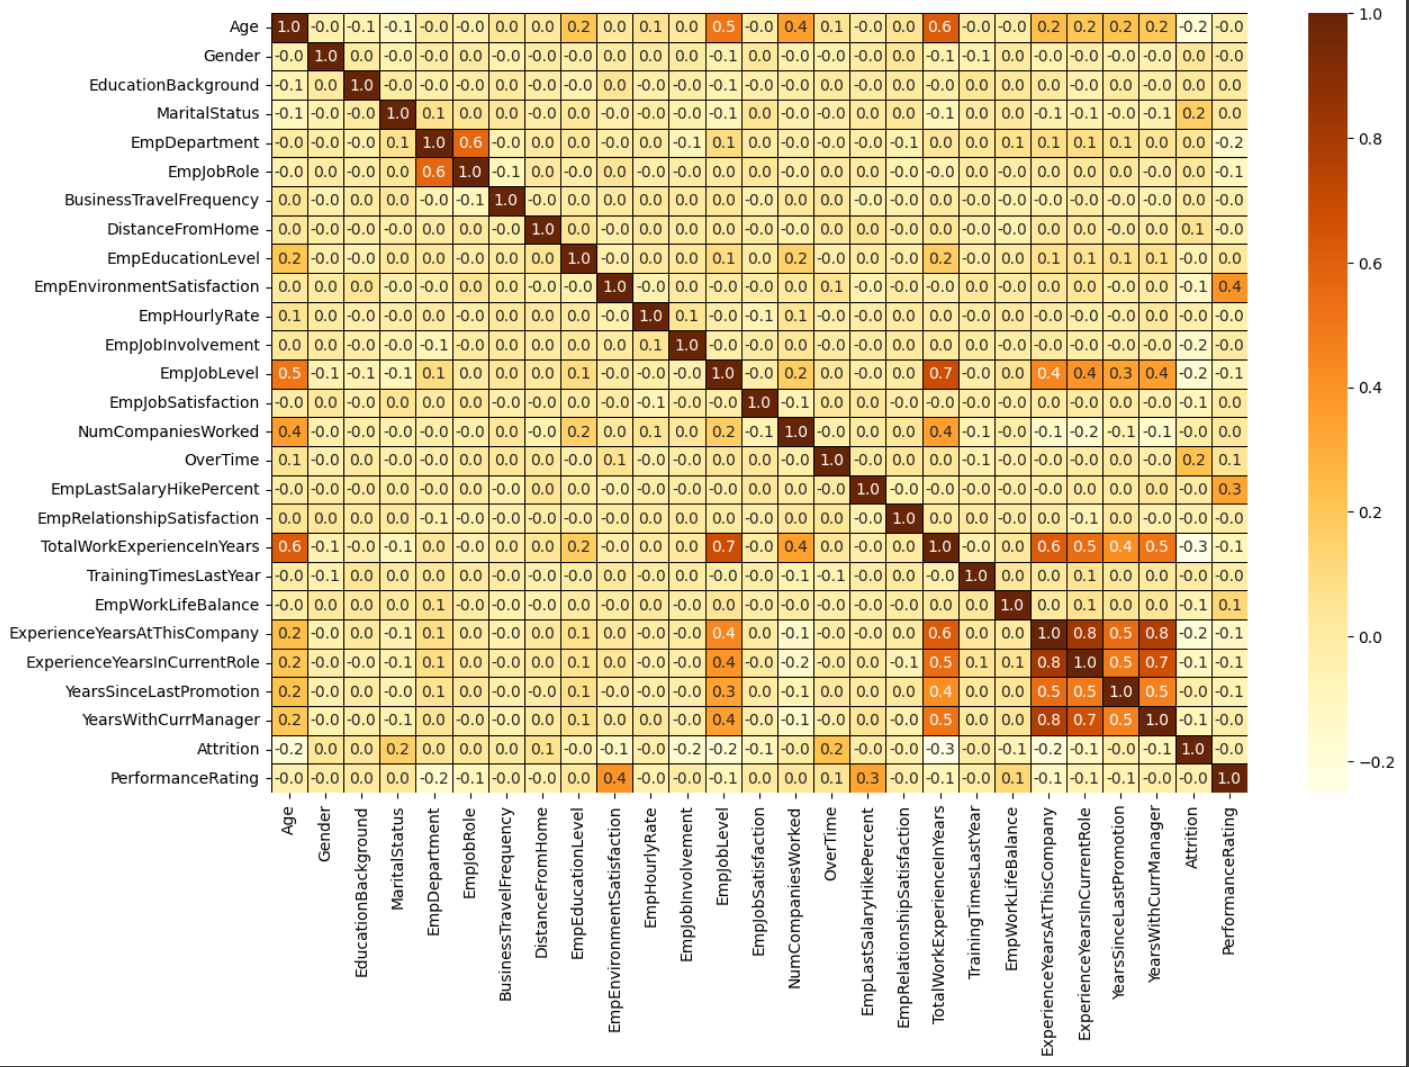 Age 1.0 -0.0 -0.1 -0.1 -0.0 -0.0 0.0 0.0 0.2 0.0 0.1 0.0 0.5 -0.0 0.4 0.1 -0.0 0.0 0.6 -0.0 -0.0 0.2 0.2 0.2 0.2 -0.2 -0.0
Gender -0.0 1.0 0.0 -0.0 -0.0 0.0 -0.0 -0.0 -0.0 0.0 0.0 0.0 -0.1 0.0 -0.0 -0.0 -0.0 0.0 -0.1 -0.1 0.0 -0.0 -0.0 -0.0 -0.0 0.0 -0.0
EducationBackground -0.1 0.0 1.0 -0.0 -0.0 -0.0 0.0 -0.0 -0.0 0.0 -0.0 -0.0 -0.1 -0.0 -0.0 0.0 -0.0 -0.0 -0.0 0.0 0.0 0.0 -0.0 0.0 0.0 0.0 0.0
MaritalStatus -0.1 -0.0 -0.0 1.0 0.1 0.0 0.0 -0.0 0.0 -0.0 -0.0 -0.0 -0.1 0.0 -0.0 -0.0 0.0 0.0 -0.1 0.0 0.0 -0.1 -0.1 -0.0 -0.1 0.2 0.0
EmpDepartment -0.0 -0.0 -0.0 0.1 1.0 0.6 -0.0 0.0 0.0 -0.0 0.0 -0.1 0.1 0.0 -0.0 -0.0 -0.0 -0.1 0.0 0.0 0.1 0.1 0.1 0.1 0.0 0.0 -0.2
EmpJobRole -0.0 0.0 -0.0 0.0 0.6 1.0 -0.1 0.0 -0.0 -0.0 -0.0 0.0 -0.0 0.0 -0.0 0.0 0.0 -0.0 -0.0 0.0 -0.0 0.0 0.0 -0.0 0.0 0.0 -0.1
BusinessTravelFrequency 0.0 -0.0 0.0 0.0 -0.0 -0.1 1.0 -0.0 0.0 0.0 0.0 0.0 0.0 -0.0 0.0 0.0 -0.0 -0.0 0.0 0.0 -0.0 -0.0 -0.0 -0.0 -0.0 0.0 -0.0
DistanceFromHome 0.0 -0.0 -0.0 -0.0 0.0 0.0 -0.0 1.0 0.0 -0.0 0.0 0.0 0.0 -0.0 -0.0 0.0 0.0 -0.0 0.0 -0.0 -0.0 0.0 0.0 0.0 0.0 0.1 -0.0
EmpEducationLevel 0.2 -0.0 -0.0 0.0 0.0 -0.0 0.0 0.0 1.0 -0.0 0.0 0.0 0.1 0.0 0.2 -0.0 0.0 -0.0 0.2 -0.0 0.0 0.1 0.1 0.1 0.1 -0.0 0.0
EmpEnvironmentSatisfaction 0.0 0.0 0.0 -0.0 -0.0 -0.0 0.0 -0.0 -0.0 1.0 -0.0 -0.0 -0.0 -0.0 0.0 0.1 -0.0 -0.0 -0.0 0.0 0.0 0.0 0.0 -0.0 -0.0 -0.1 0.4
EmpHourlyRate 0.1 0.0 -0.0 -0.0 0.0 -0.0 0.0 0.0 0.0 -0.0 1.0 0.1 -0.0 -0.1 0.1 -0.0 -0.0 0.0 0.0 -0.0 0.0 -0.0 -0.0 -0.0 -0.0 -0.0 -0.0
EmpJobInvolvement 0.0 0.0 -0.0 -0.0 -0.1 0.0 0.0 0.0 0.0 -0.0 0.1 1.0 -0.0 -0.0 0.0 0.0 -0.0 0.0 0.0 -0.0 -0.0 0.0 0.0 -0.0 0.0 -0.2 -0.0
EmpJobLevel 0.5 -0.1 -0.1 -0.1 0.1 -0.0 0.0 0.0 0.1 -0.0 -0.0 -0.0 1.0 -0.0 0.2 0.0 0.0 0.0 0.7 -0.0 0.0 0.4 0.4 0.3 0.4 -0.2 -0.1
EmpJobSatisfaction -0.0 0.0 -0.0 0.0 0.0 0.0 -0.0 -0.0 0.0 -0.0 -0.1 -0.0 -0.0 1.0 -0.1 0.0 0.0 -0.0 -0.0 -0.0 -0.0 0.0 -0.0 0.0 -0.0 -0.1 0.0
NumCompaniesWorked 0.4 -0.0 -0.0 -0.0 -0.0 -0.0 0.0 -0.0 0.2 0.0 0.1 0.0 0.2 -0.1 1.0 -0.0 0.0 0.0 0.4 -0.1 -0.0 -0.1 -0.2 -0.1 -0.1 -0.0 0.0
OverTime 0.1 -0.0 0.0 -0.0 -0.0 0.0 0.0 0.0 -0.0 0.1 -0.0 0.0 0.0 0.0 -0.0 1.0 -0.0 0.0 0.0 -0.1 -0.0 -0.0 -0.0 -0.0 -0.0 0.2 0.1
EmpLastSalaryHikePercent -0.0 -0.0 -0.0 0.0 -0.0 0.0 -0.0 0.0 0.0 -0.0 -0.0 -0.0 0.0 0.0 0.0 -0.0 1.0 -0.0 -0.0 -0.0 -0.0 -0.0 0.0 0.0 0.0 -0.0 0.3
EmpRelationshipSatisfaction 0.0 0.0 -0.0 0.0 -0.1 -0.0 -0.0 -0.0 -0.0 -0.0 0.0 0.0 0.0 -0.0 0.0 0.0 -0.0 1.0 0.0 0.0 -0.0 0.0 -0.1 0.0 -0.0 -0.0 -0.0
TotalWorkExperienceInYears 0.6 -0.1 -0.0 -0.1 0.0 -0.0 0.0 0.0 0.2 -0.0 0.0 0.0 0.7 -0.0 0.4 0.0 -0.0 0.0 1.0 -0.0 0.0 0.6 0.5 0.4 0.5 -0.3 -0.1
TrainingTimesLastYear -0.0 -0.1 0.0 0.0 0.0 0.0 0.0 -0.0 -0.0 0.0 -0.0 -0.0 -0.0 -0.0 -0.1 -0.1 -0.0 0.0 -0.0 1.0 0.0 0.0 0.1 0.0 -0.0 -0.0 -0.0
EmpWorkLifeBalance -0.0 0.0 0.0 0.0 0.1 -0.0 -0.0 -0.0 0.0 0.0 0.0 -0.0 0.0 -0.0 -0.0 -0.0 -0.0 -0.0 0.0 0.0 1.0 0.0 0.1 0.0 0.0 -0.1 0.1
ExperienceYearsAtThisCompany 0.2 -0.0 0.0 -0.1 0.1 0.0 -0.0 0.0 0.1 0.0 -0.0 0.0 0.4 0.0 -0.1 -0.0 -0.0 0.0 0.6 0.0 0.0 1.0 0.8 0.5 0.8 -0.2 -0.1
ExperienceYearsInCurrentRole 0.2 -0.0 -0.0 -0.1 0.1 0.0 -0.0 0.0 0.1 0.0 -0.0 0.0 0.4 -0.0 -0.2 -0.0 0.0 -0.1 0.5 0.1 0.1 0.8 1.0 0.5 0.7 -0.1 -0.1
YearsSinceLastPromotion 0.2 -0.0 0.0 -0.0 0.1 -0.0 -0.0 0.0 0.1 -0.0 -0.0 -0.0 0.3 0.0 -0.1 -0.0 0.0 0.0 0.4 0.0 0.0 0.5 0.5 1.0 0.5 -0.0 -0.1
YearsWithCurrManager 0.2 -0.0 0.0 -0.1 0.0 0.0 -0.0 0.0 0.1 -0.0 -0.0 0.0 0.4 -0.0 -0.1 -0.0 0.0 -0.0 0.5 -0.0 0.0 0.8 0.7 0.5 1.0 -0.1 -0.0
Attrition -0.2 0.0 0.0 0.2 0.0 0.0 0.0 0.1 -0.0 -0.1 -0.0 -0.2 -0.2 -0.1 -0.0 0.2 -0.0 -0.0 -0.3 -0.0 -0.1 -0.2 -0.1 -0.0 -0.1 1.0 -0.0
PerformanceRating -0.0 -0.0 0.0 0.0 -0.2 -0.1 -0.0 -0.0 0.0 0.4 -0.0 -0.0 -0.1 0.0 0.0 0.1 0.3 -0.0 -0.1 -0.0 0.1 -0.1 -0.1 -0.1 -0.0 -0.0 1.0
Age
Gender
EducationBackground
MaritalStatus
EmpDepartment
EmpJobRole
BusinessTravelFrequency
DistanceFromHome
EmpEducationLevel
EmpEnvironmentSatisfaction
EmpHourlyRate
EmpJobInvolvement
EmpJobLevel
EmpJobSatisfaction
NumCompaniesWorked
OverTime
EmpLastSalaryHikePercent
EmpRelationshipSatisfaction
TotalWorkExperienceInYears
TrainingTimesLastYear
EmpWorkLifeBalance
ExperienceYearsAtThisCompany
ExperienceYearsInCurrentRole
YearsSinceLastPromotion
YearsWithCurrManager
Attrition
PerformanceRating
1.0
0.8
0.6
0.4
0.2
0.0
−0.2